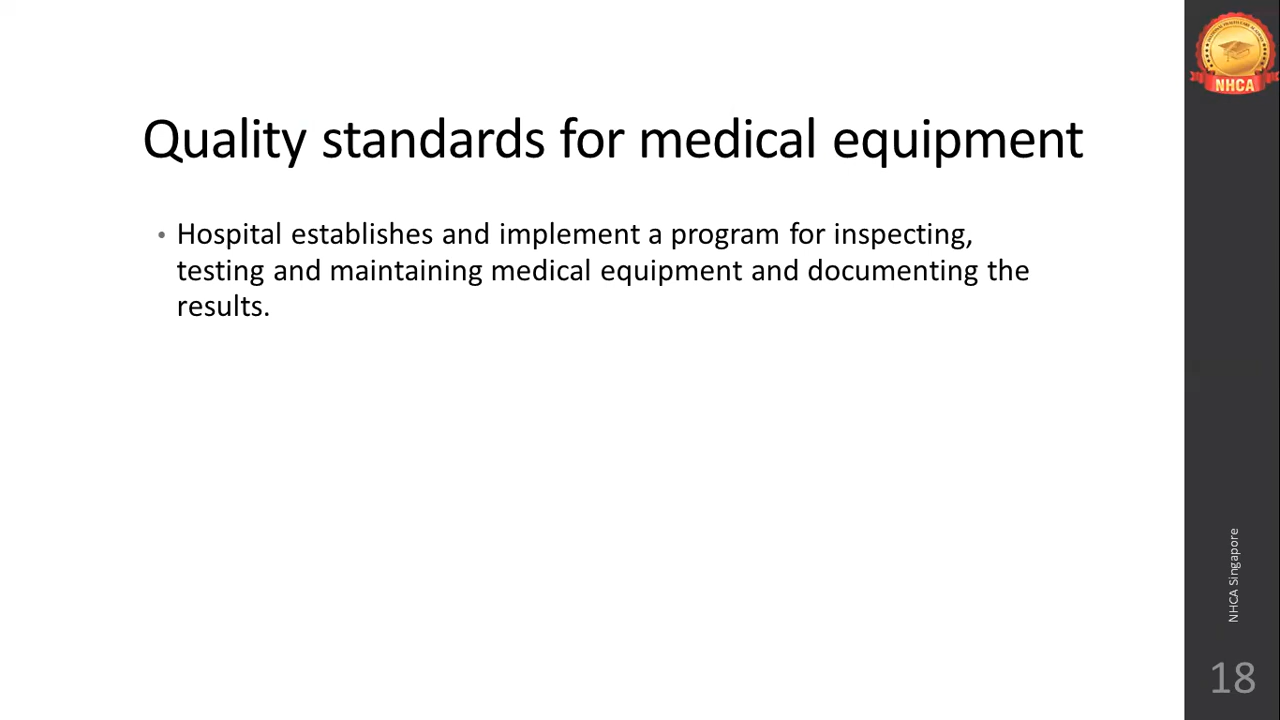 Quality standards for medical equipment
• Hospital establishes and implement a program for inspecting,
testing and maintaining medical equipment and documenting the
results.
NHCA
NHCA Singapore
18